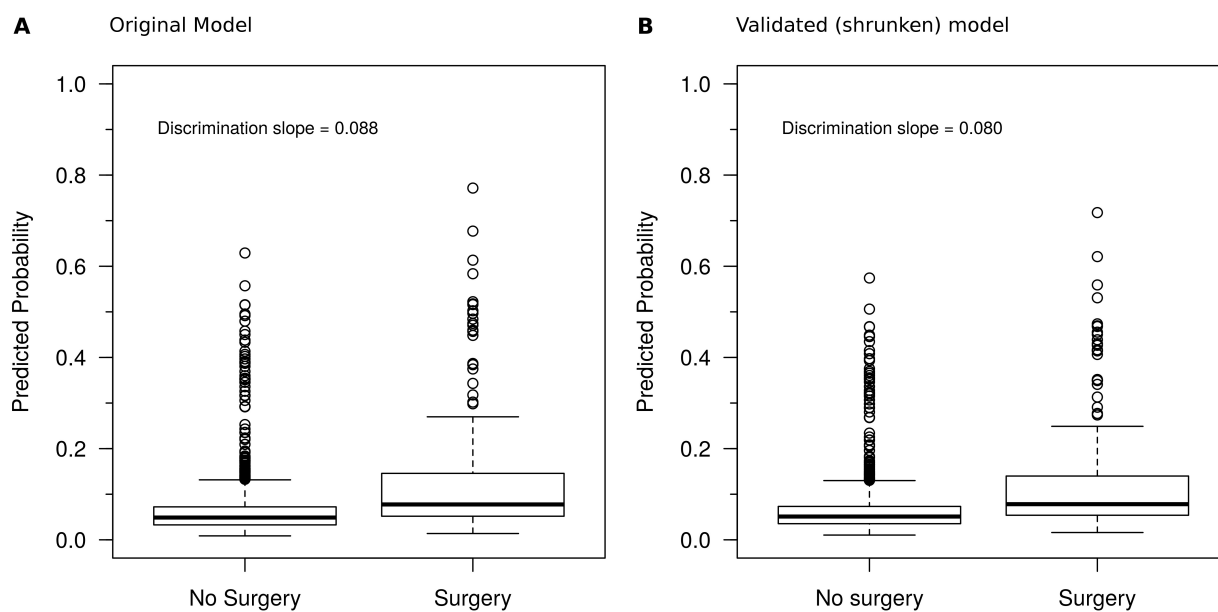 A Original Model
Discrimination slope = 0.088
Predicted Probability
1.0
0.8
0.6
0.4
0.2
0.0
No Surgery Surgery
B Validated (shrunken) model
Discrimination slope = 0.080
Predicted Probability
1.0
0.8
0.6
0.4
0.2
0.0
No surgery Surgery